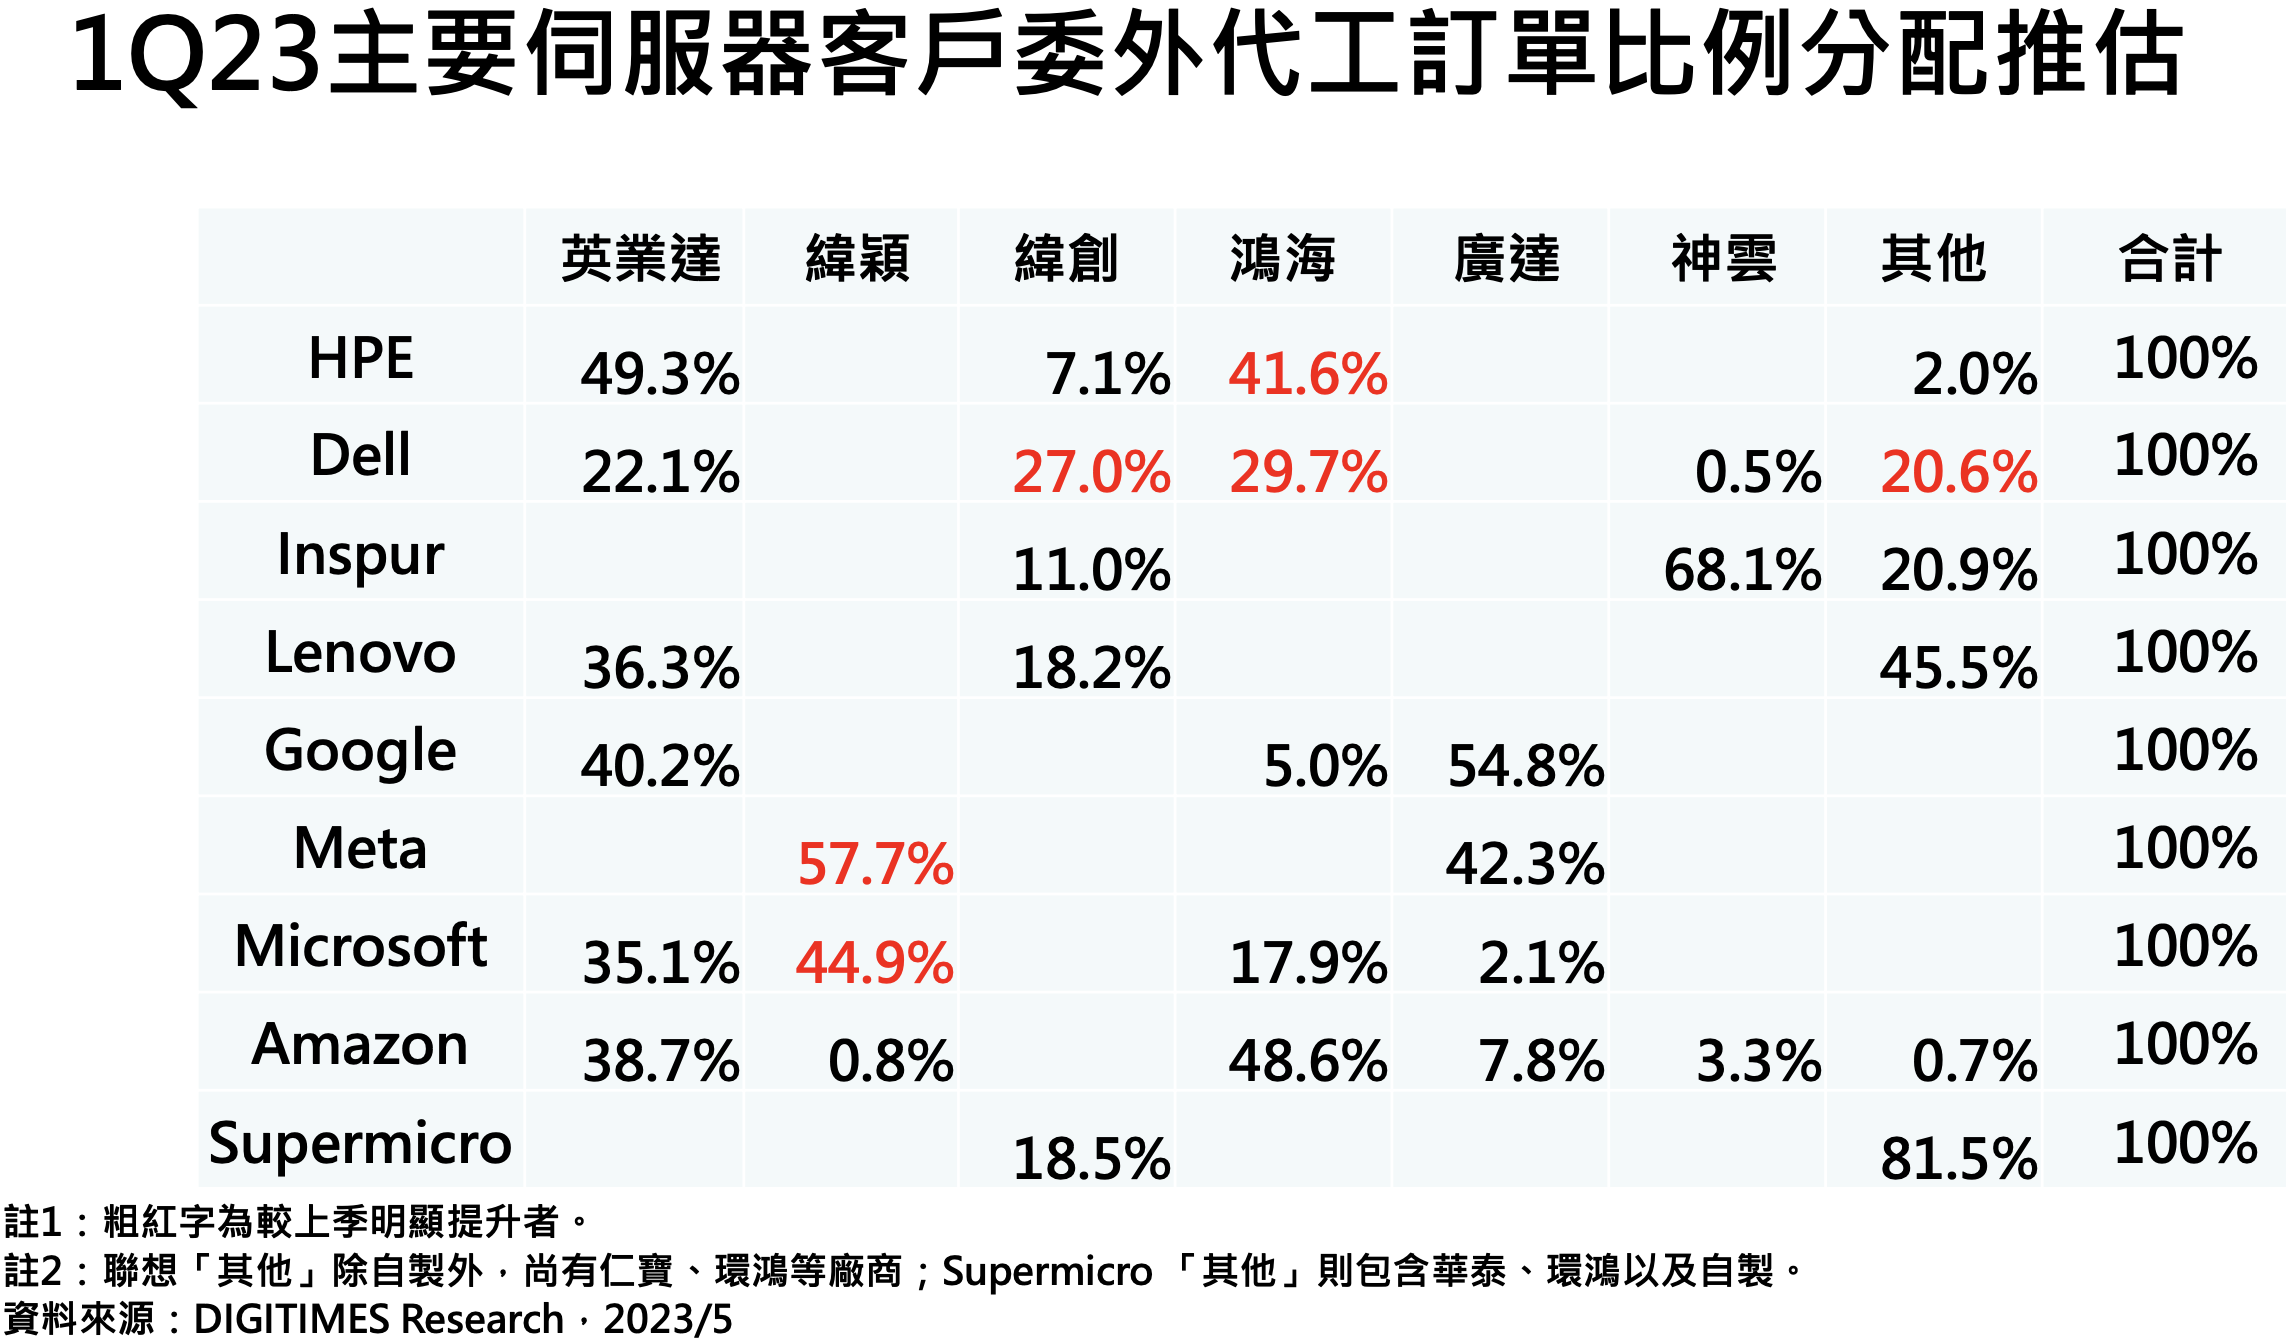 1Q23主要伺服器客戶委外代工訂單比例分配推估
英業達 緯穎 緯創 鴻海 廣達 神雲 其他 合計
HPE 49.3% 7.1% 41.6% 2.0% 100%
Dell 22.1% 27.0% 29.7% 0.5% 20.6% 100%
Inspur 11.0% 68.1% 20.9% 100%
Lenovo 36.3% 18.2% 45.5% 100%
Google 40.2% 5.0% 54.8% 100%
Meta 57.7% 42.3% 100%
Microsoft 35.1% 44.9% 17.9% 2.1% 100%
Amazon 38.7% 0.8% 48.6% 7.8% 3.3% 0.7% 100%
Supermicro 18.5% 81.5% 100%
註1：粗紅字為較上季明顯提升者。
註2：聯想「其他」除自製外，尚有仁寶、環鴻等廠商；Supermicro「其他」則包含華泰、環鴻以及自製。
資料來源：DIGITIMES Research，2023/5